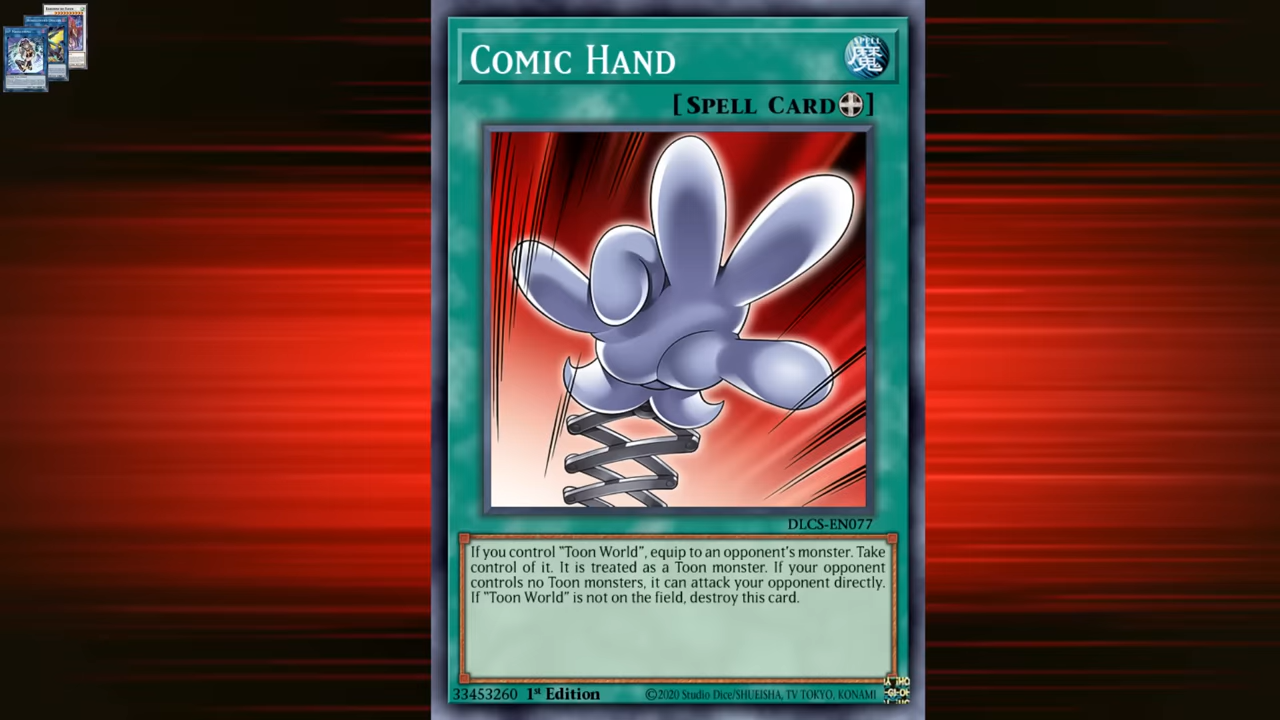 COMIC HAND
SPELL
魔
[SPELL CARD]
DLCS-EN077
If you control "Toon World", equip to an opponent's monster. Take
control of it. It is treated as a Toon monster. If your opponent
controls no Toon monsters, it can attack your opponent directly.
If "Toon World" is not on the field, destroy this card.
33453260 1st Edition ©2020 Studio Dice/SHUEISHA, TV TOKYO, KONAMI